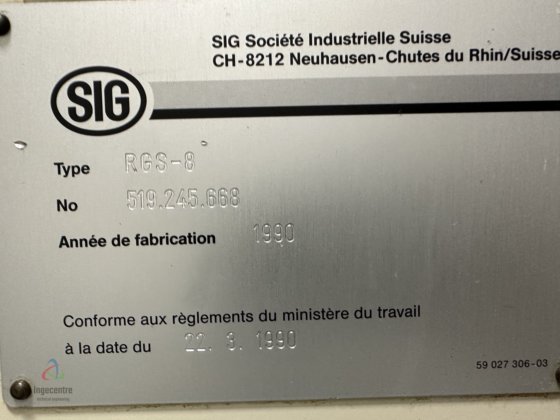 SIG Société Industrielle Suisse
CH-8212 Neuhausen-Chutes du Rhin/Suisse
SIG
Type RGS-8
No 519.245.668
Année de fabrication 1990
Conforme aux règlements du ministère du travail
à la date du 22. 3. 1990
59 027 306-03
Ingecentre
technical engineering